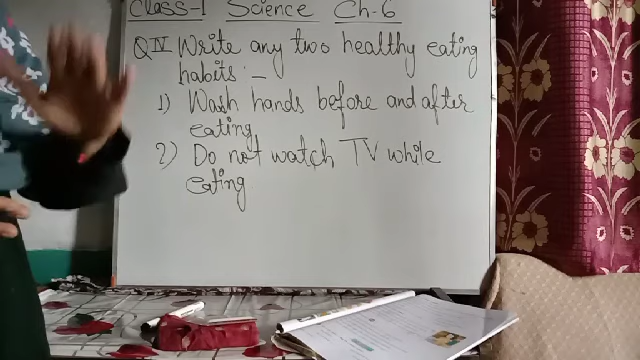 Class-1 Science Ch-6
Q IV Write any two healthy eating
habits :-
1) Wash hands before and after
eating
2) Do not watch TV while
eating